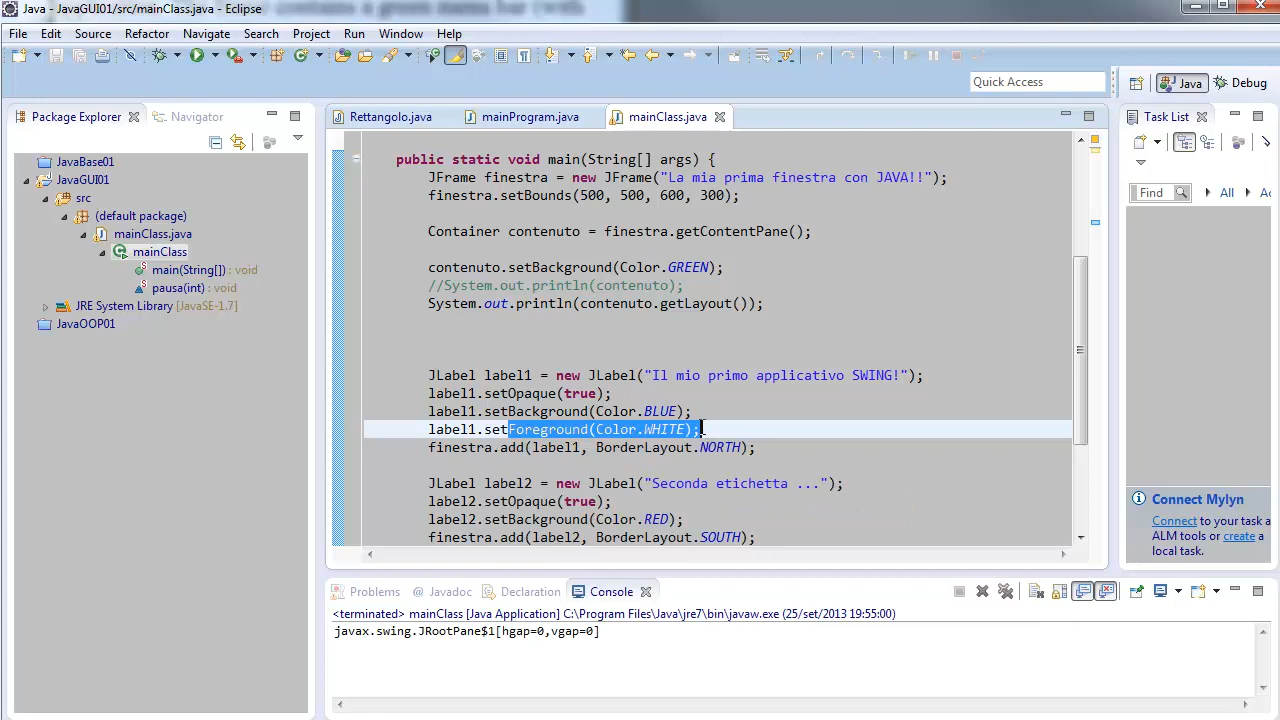 Java - JavaGUI01/src/mainClass.java - Eclipse
contains a green menu bar (with
File Edit Source Refactor Navigate Search Project Run Window Help
Quick Access
Java Debug
Package Explorer Navigator
Rettangolo.java mainProgram.java mainClass.java
Task List
JavaBase01
JavaGUI01
src
(default package)
mainClass.java
mainClass
main(String[]) : void
pausa(int) : void
JRE System Library [JavaSE-1.7]
JavaOOP01
public static void main(String[] args) {
JFrame finestra = new JFrame("La mia prima finestra con JAVA!!");
finestra.setBounds(500, 500, 600, 300);
Container contenuto = finestra.getContentPane();
contenuto.setBackground(Color.GREEN);
//System.out.println(contenuto);
System.out.println(contenuto.getLayout());
JLabel label1 = new JLabel("Il mio primo applicativo SWING!");
label1.setOpaque(true);
label1.setBackground(Color.BLUE);
label1.setForeground(Color.WHITE);
finestra.add(label1, BorderLayout.NORTH);
JLabel label2 = new JLabel("Seconda etichetta ...");
label2.setOpaque(true);
label2.setBackground(Color.RED);
finestra.add(label2, BorderLayout.SOUTH);
Find All
Connect Mylyn
Connect to your task a
ALM tools or create a
local task.
Problems @ Javadoc Declaration Console
<terminated> mainClass [Java Application] C:\Program Files\Java\jre7\bin\javaw.exe (25/set/2013 19:55:00)
javax.swing.JRootPane$1[hgap=0,vgap=0]